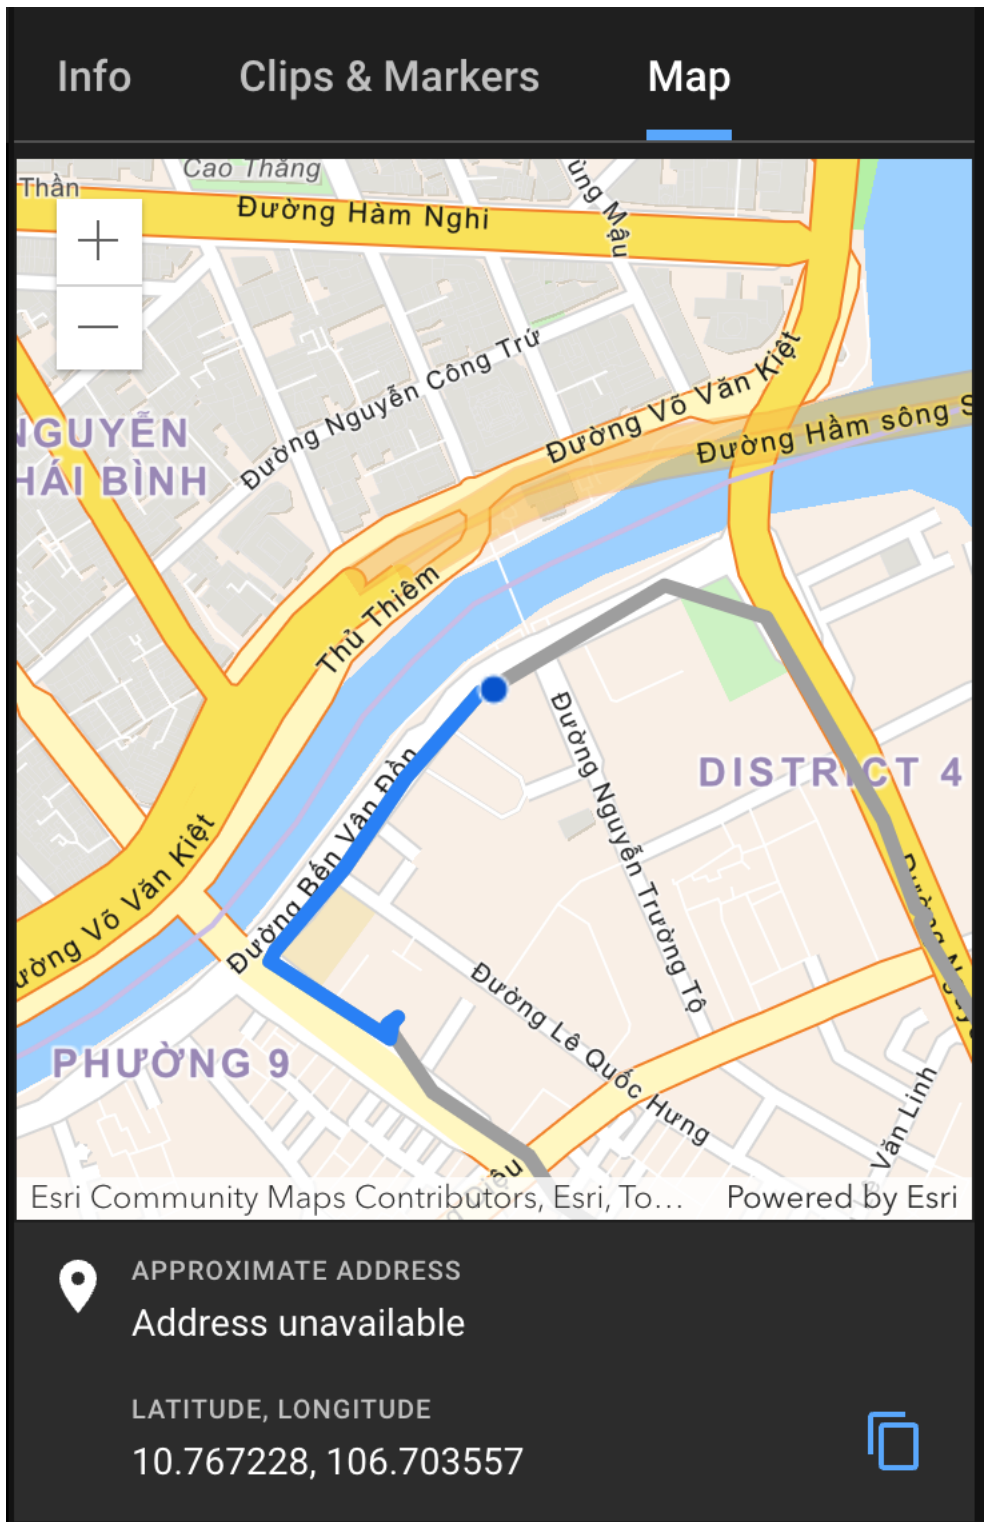 Info
Clips & Markers
Map
Cao Thắng
Thần
Đường Hàm Nghi
ùng Mậu
Đường Nguyễn Công Trứ
Đường Võ Văn Kiệt
Đường Hầm sông S
NGUYỄN
HÁI BÌNH
Thủ Thiêm
Đường Bến Vân Đồn
Đường Nguyễn Trường Tộ
DISTRICT 4
ường Võ Văn Kiệt
Đường Lê Quốc Hưng
PHƯỜNG 9
Văn Linh
Esri Community Maps Contributors, Esri, To...
Powered by Esri
APPROXIMATE ADDRESS
Address unavailable
LATITUDE, LONGITUDE
10.767228, 106.703557